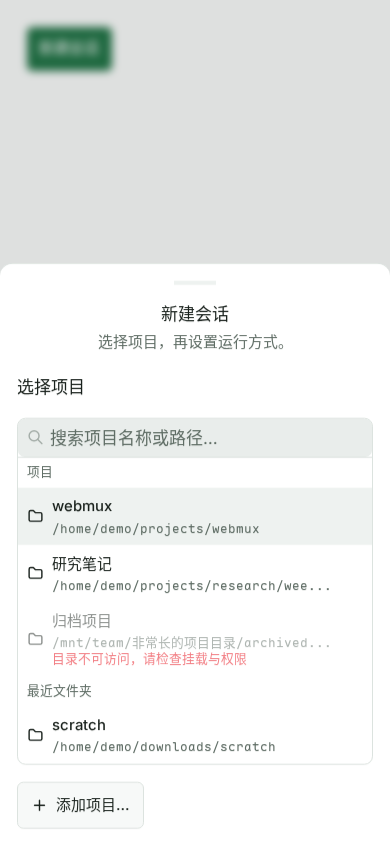 新建会话
选择项目，再设置运行方式。
选择项目
搜索项目名称或路径...
项目
webmux
/home/demo/projects/webmux
研究笔记
/home/demo/projects/research/wee...
归档项目
/mnt/team/非常长的项目目录/archived...
目录不可访问，请检查挂载与权限
最近文件夹
scratch
/home/demo/downloads/scratch
添加项目...